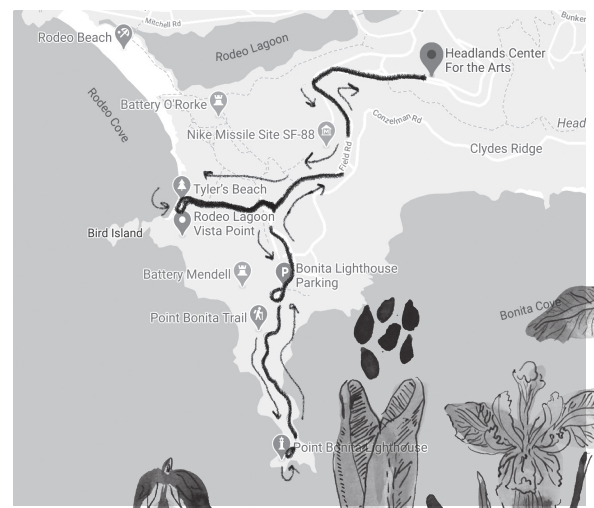 Mitchell Rd
Bunker
Rodeo Beach
Rodeo Lagoon
Headlands Center
For the Arts
Battery O'Rorke
Rodeo Cove
Conzelman Rd
Head
Nike Missile Site SF-88
Field Rd
Clydes Ridge
Tyler's Beach
Rodeo Lagoon
Vista Point
Bird Island
Battery Mendell
P
Bonita Lighthouse
Parking
Bonita Cove
Point Bonita Trail
Point Bonita Lighthouse